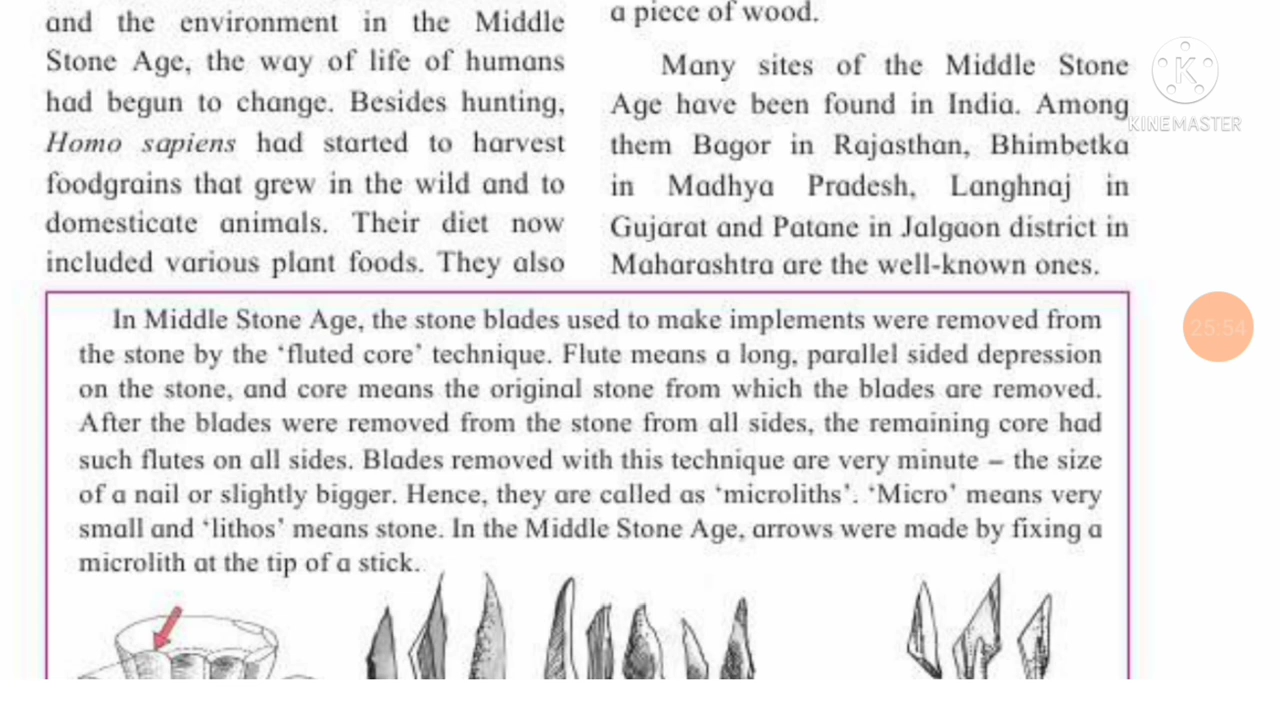 and the environment in the Middle
Stone Age, the way of life of humans
had begun to change. Besides hunting,
Homo sapiens had started to harvest
foodgrains that grew in the wild and to
domesticate animals. Their diet now
included various plant foods. They also
a piece of wood.
Many sites of the Middle Stone
Age have been found in India. Among
them Bagor in Rajasthan, Bhimbetka
in Madhya Pradesh, Langhnaj in
Gujarat and Patane in Jalgaon district in
Maharashtra are the well-known ones.
In Middle Stone Age, the stone blades used to make implements were removed from
the stone by the ‘fluted core’ technique. Flute means a long, parallel sided depression
on the stone, and core means the original stone from which the blades are removed.
After the blades were removed from the stone from all sides, the remaining core had
such flutes on all sides. Blades removed with this technique are very minute – the size
of a nail or slightly bigger. Hence, they are called as ‘microliths’. ‘Micro’ means very
small and ‘lithos’ means stone. In the Middle Stone Age, arrows were made by fixing a
microlith at the tip of a stick.
K
KINEMASTER
25:54